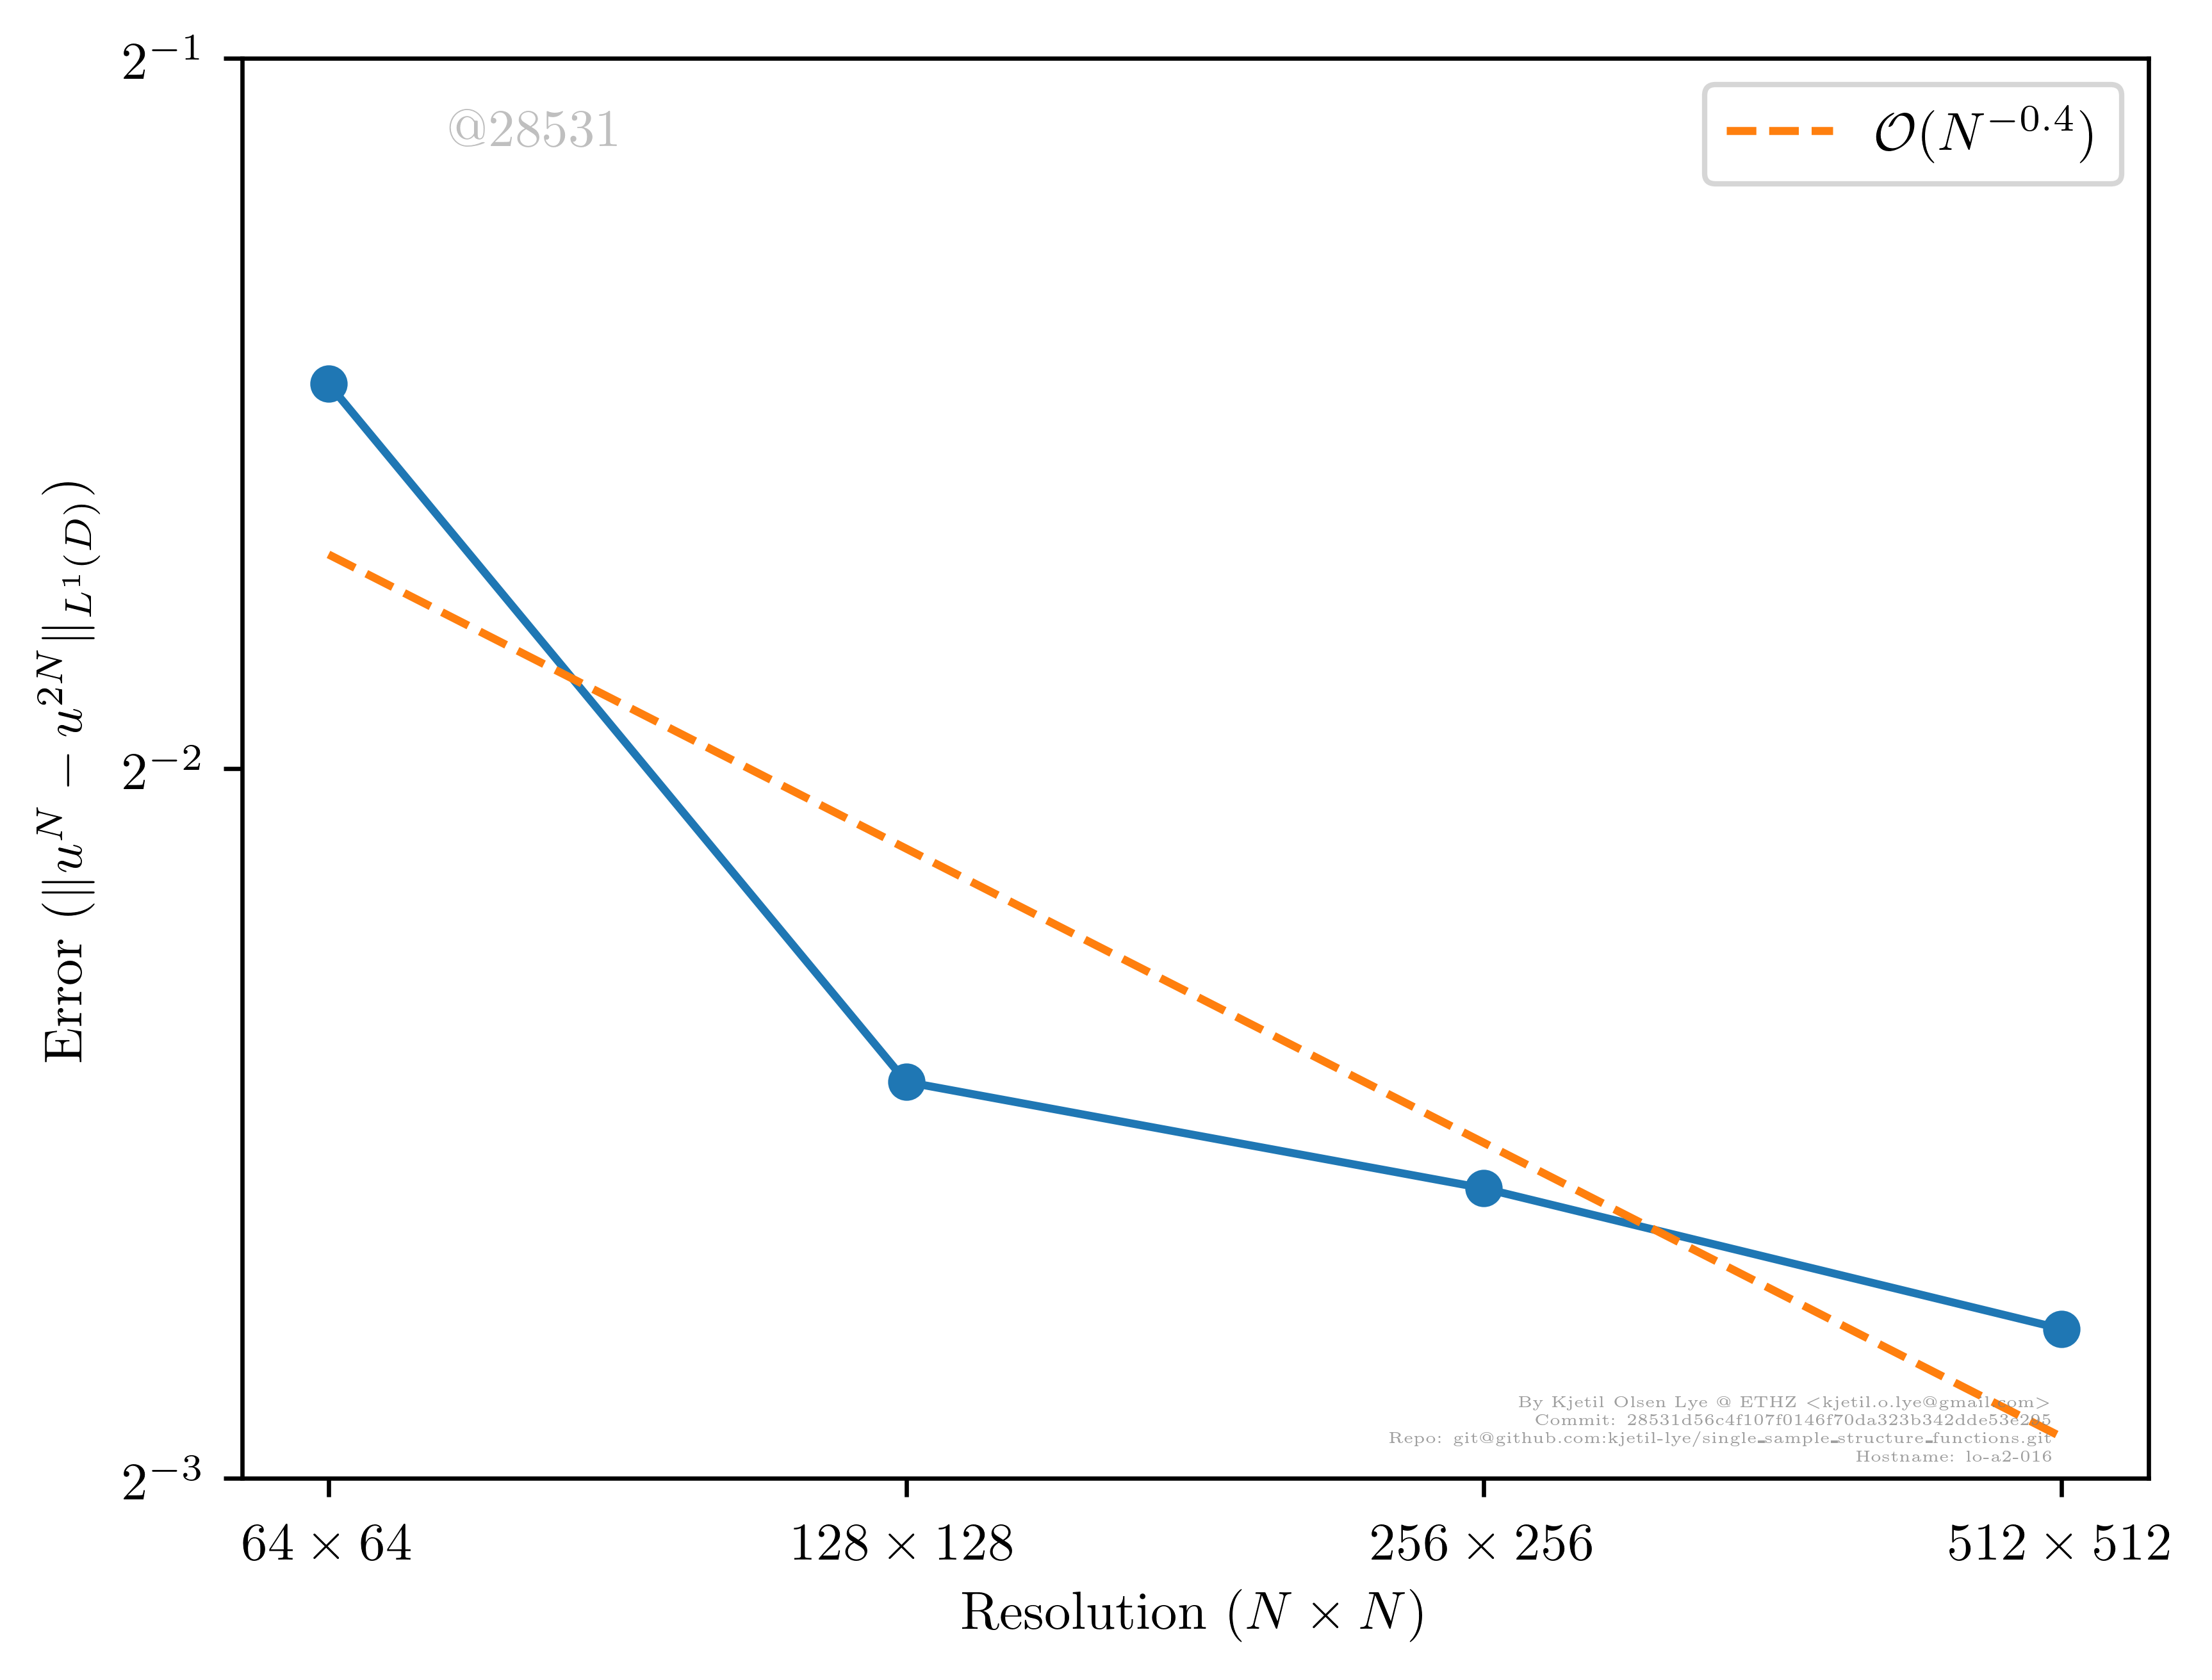 2^{-1}
@28531
\mathcal{O}(N^{-0.4})
Error (||u^N − u^{2N}||_{L^1(D)})
2^{-2}
2^{-3}
By Kjetil Olsen Lye @ ETHZ <kjetil.o.lye@gmail.com>
Commit: 28531d56c4f107f0146f70da323b342dde53e295
Repo: git@github.com:kjetil-lye/single_sample_structure_functions.git
Hostname: lo-a2-016
64 × 64
128 × 128
256 × 256
512 × 512
Resolution (N × N)